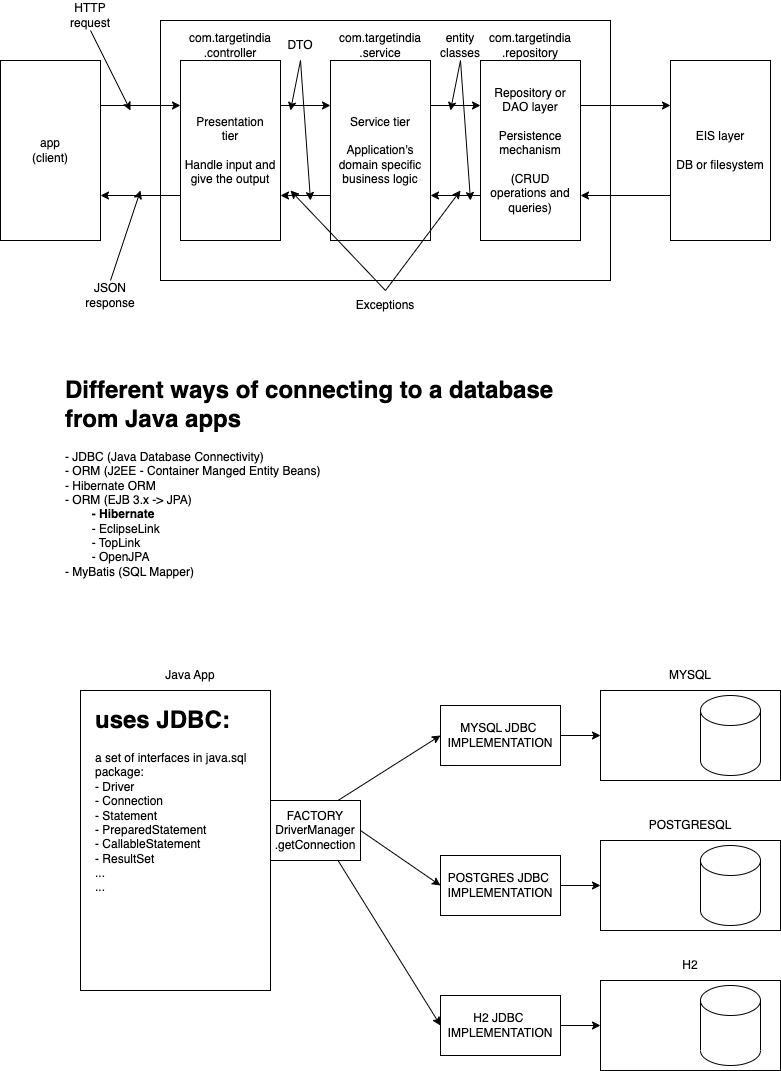 HTTP
request
com.targetindia
.controller
DTO
com.targetindia
.service
entity
classes
com.targetindia
.repository
app
(client)
Presentation
tier
Handle input and
give the output
Service tier
Application's
domain specific
business logic
Repository or
DAO layer
Persistence
mechanism
(CRUD
operations and
queries)
EIS layer
DB or filesystem
JSON
response
Exceptions
Different ways of connecting to a database
from Java apps
- JDBC (Java Database Connectivity)
- ORM (J2EE - Container Manged Entity Beans)
- Hibernate ORM
- ORM (EJB 3.x -> JPA)
- Hibernate
- EclipseLink
- TopLink
- OpenJPA
- MyBatis (SQL Mapper)
Java App
uses JDBC:
a set of interfaces in java.sql
package:
- Driver
- Connection
- Statement
- PreparedStatement
- CallableStatement
- ResultSet
...
...
FACTORY
DriverManager
.getConnection
MYSQL JDBC
IMPLEMENTATION
MYSQL
POSTGRES JDBC
IMPLEMENTATION
POSTGRESQL
H2 JDBC
IMPLEMENTATION
H2